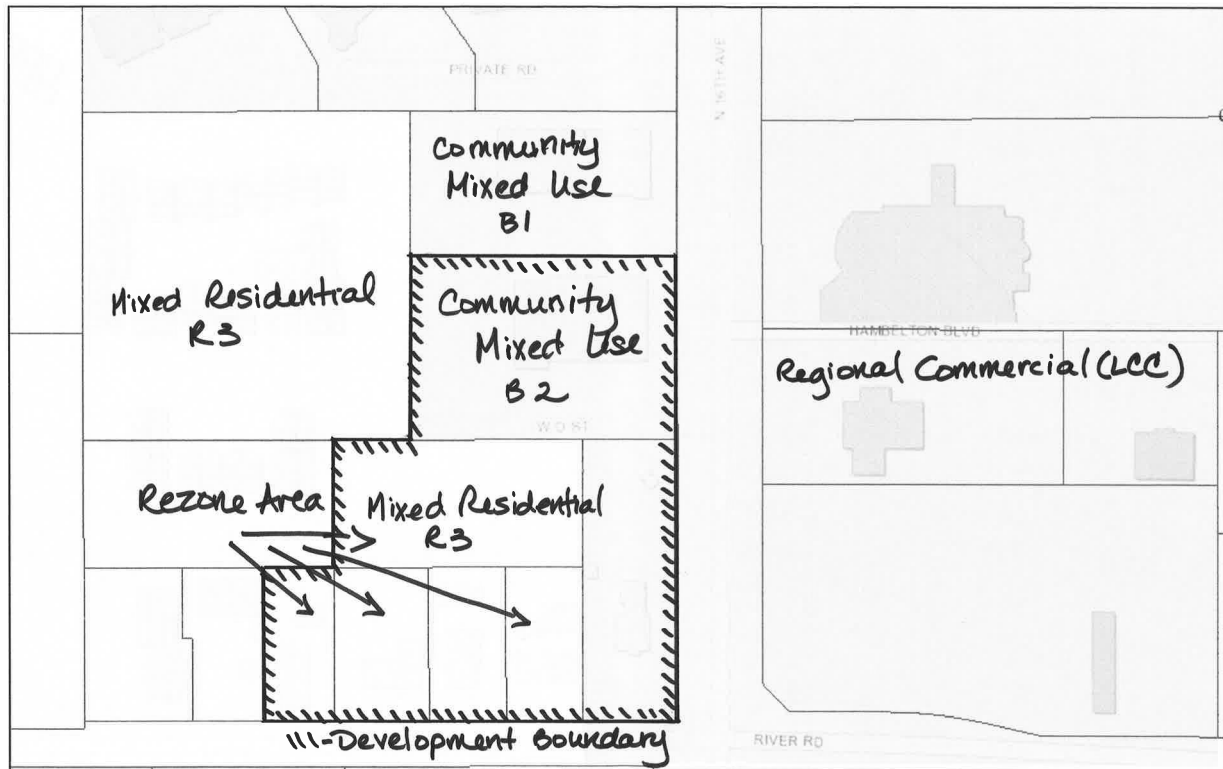 PRIVATE RD
N 16TH AVE
Community
Mixed Use
B1
Mixed Residential
R3
Community
Mixed Use
B2
HAMBELTON BLVD
Regional Commercial (LCC)
W O ST
Rezone Area
Mixed Residential
R3
\\\-Development Boundary
RIVER RD